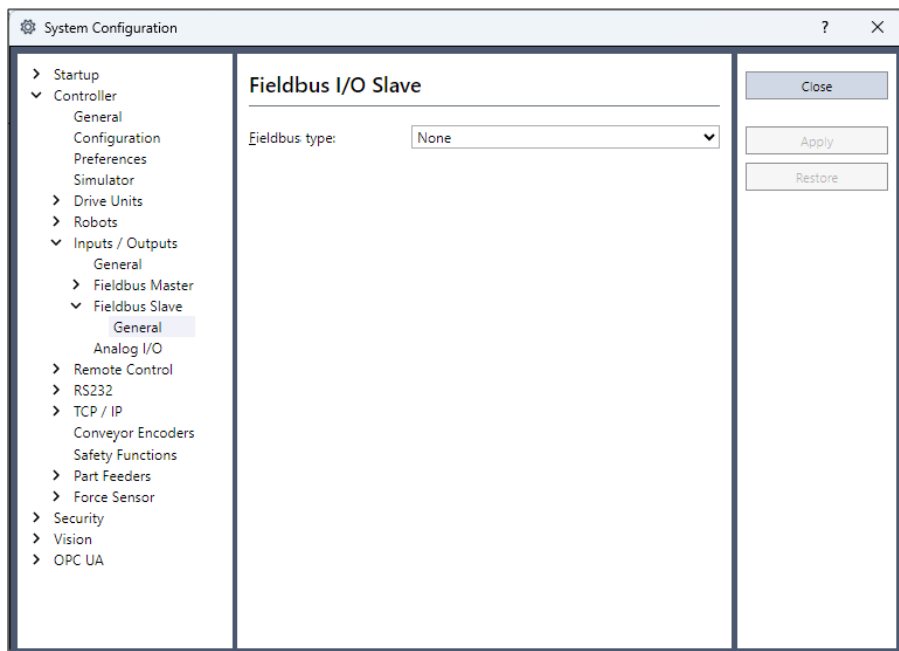 System Configuration
?
Startup
Controller
General
Configuration
Preferences
Simulator
Drive Units
Robots
Inputs / Outputs
General
Fieldbus Master
Fieldbus Slave
General
Analog I/O
Remote Control
RS232
TCP / IP
Conveyor Encoders
Safety Functions
Part Feeders
Force Sensor
Security
Vision
OPC UA
Fieldbus I/O Slave
Fieldbus type: None
Close
Apply
Restore